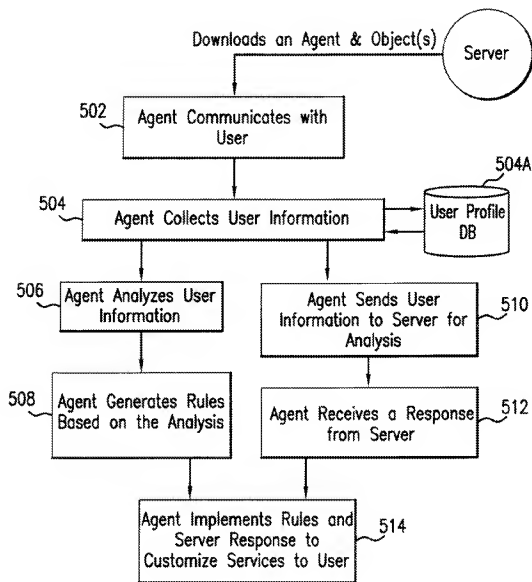 Downloads an Agent & Object(s)
Server
502
Agent Communicates with
User
504A
504
Agent Collects User Information
User Profile
DB
506
Agent Analyzes User
Information
Agent Sends User
Information to Server for
Analysis
510
508
Agent Generates Rules
Based on the Analysis
Agent Receives a Response
from Server
512
Agent Implements Rules and
Server Response to
Customize Services to User
514